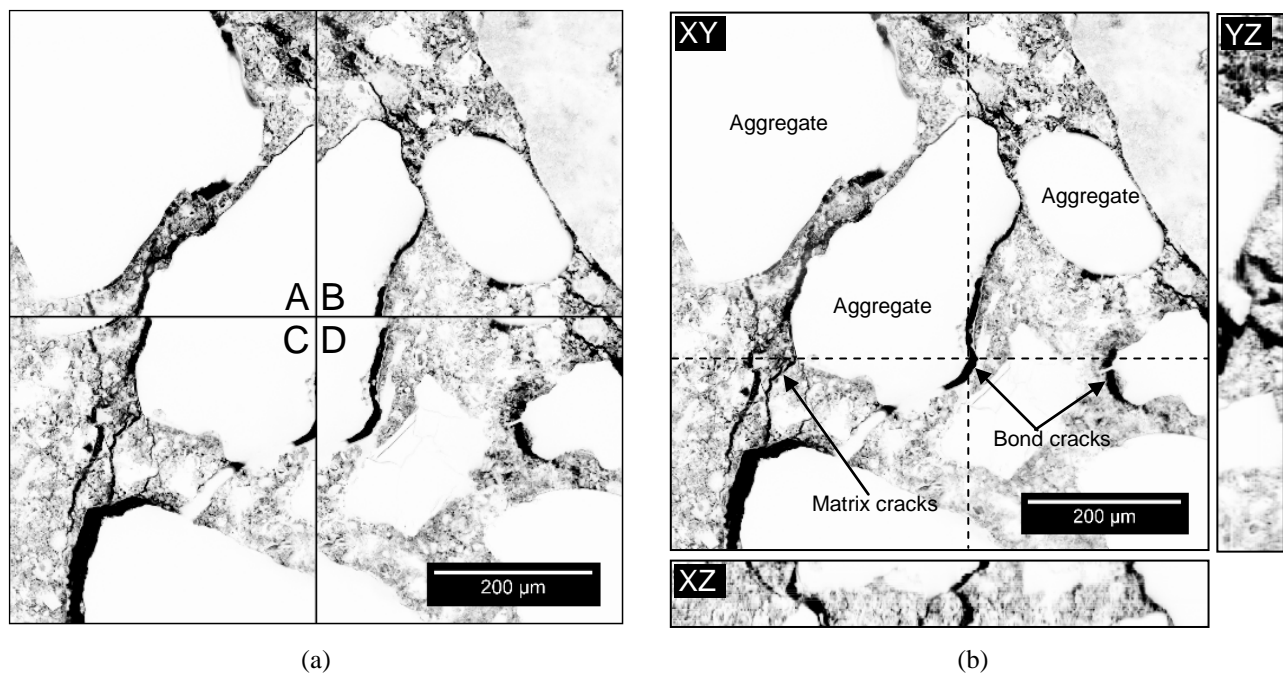 A B
C D
200 µm
(a)
XY
Aggregate
Aggregate
Aggregate
Bond cracks
Matrix cracks
200 µm
YZ
XZ
(b)